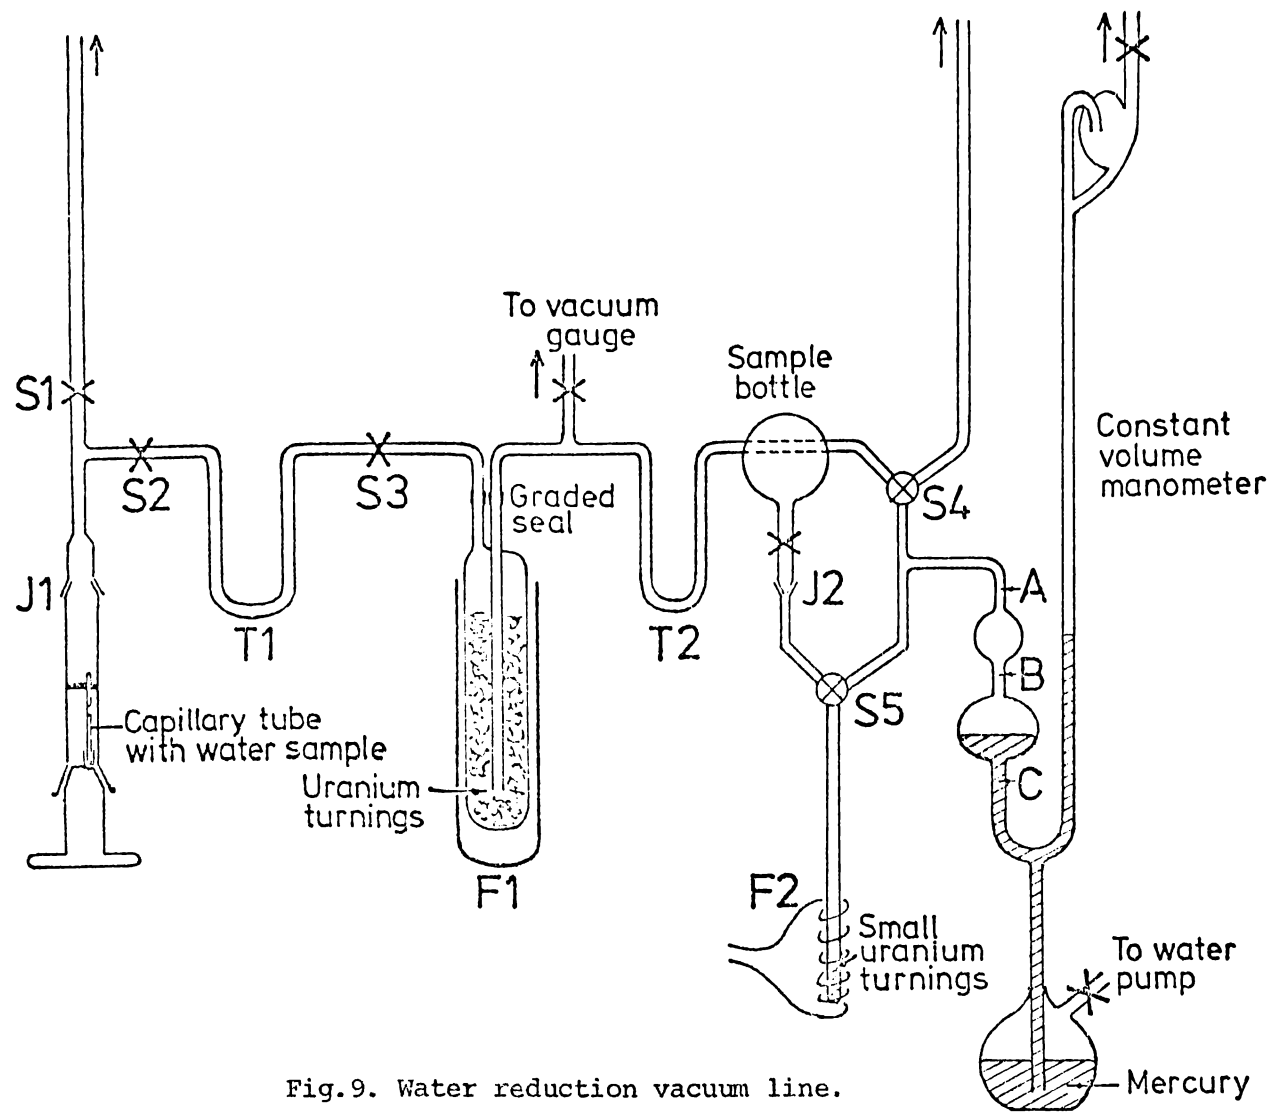 To vacuum
gauge
Sample
bottle
S1
S2
S3
Graded
seal
S4
Constant
volume
manometer
J1
T1
T2
J2
A
B
S5
C
Capillary tube
with water sample
Uranium
turnings
F1
F2
Small
uranium
turnings
To water
pump
Mercury
Fig.9. Water reduction vacuum line.